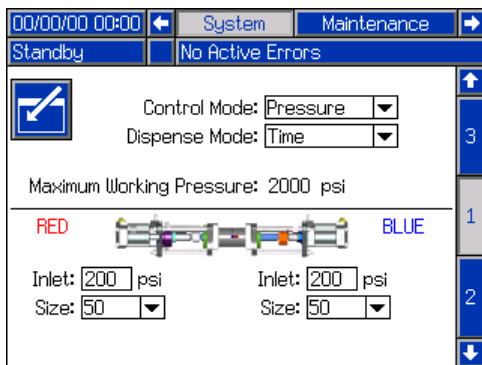 00/00/00 00:00 System Maintenance
Standby No Active Errors
Control Mode: Pressure
Dispense Mode: Time
3
Maximum Working Pressure: 2000 psi
1
RED BLUE
Inlet: 200 psi Inlet: 200 psi
2
Size: 50 Size: 50